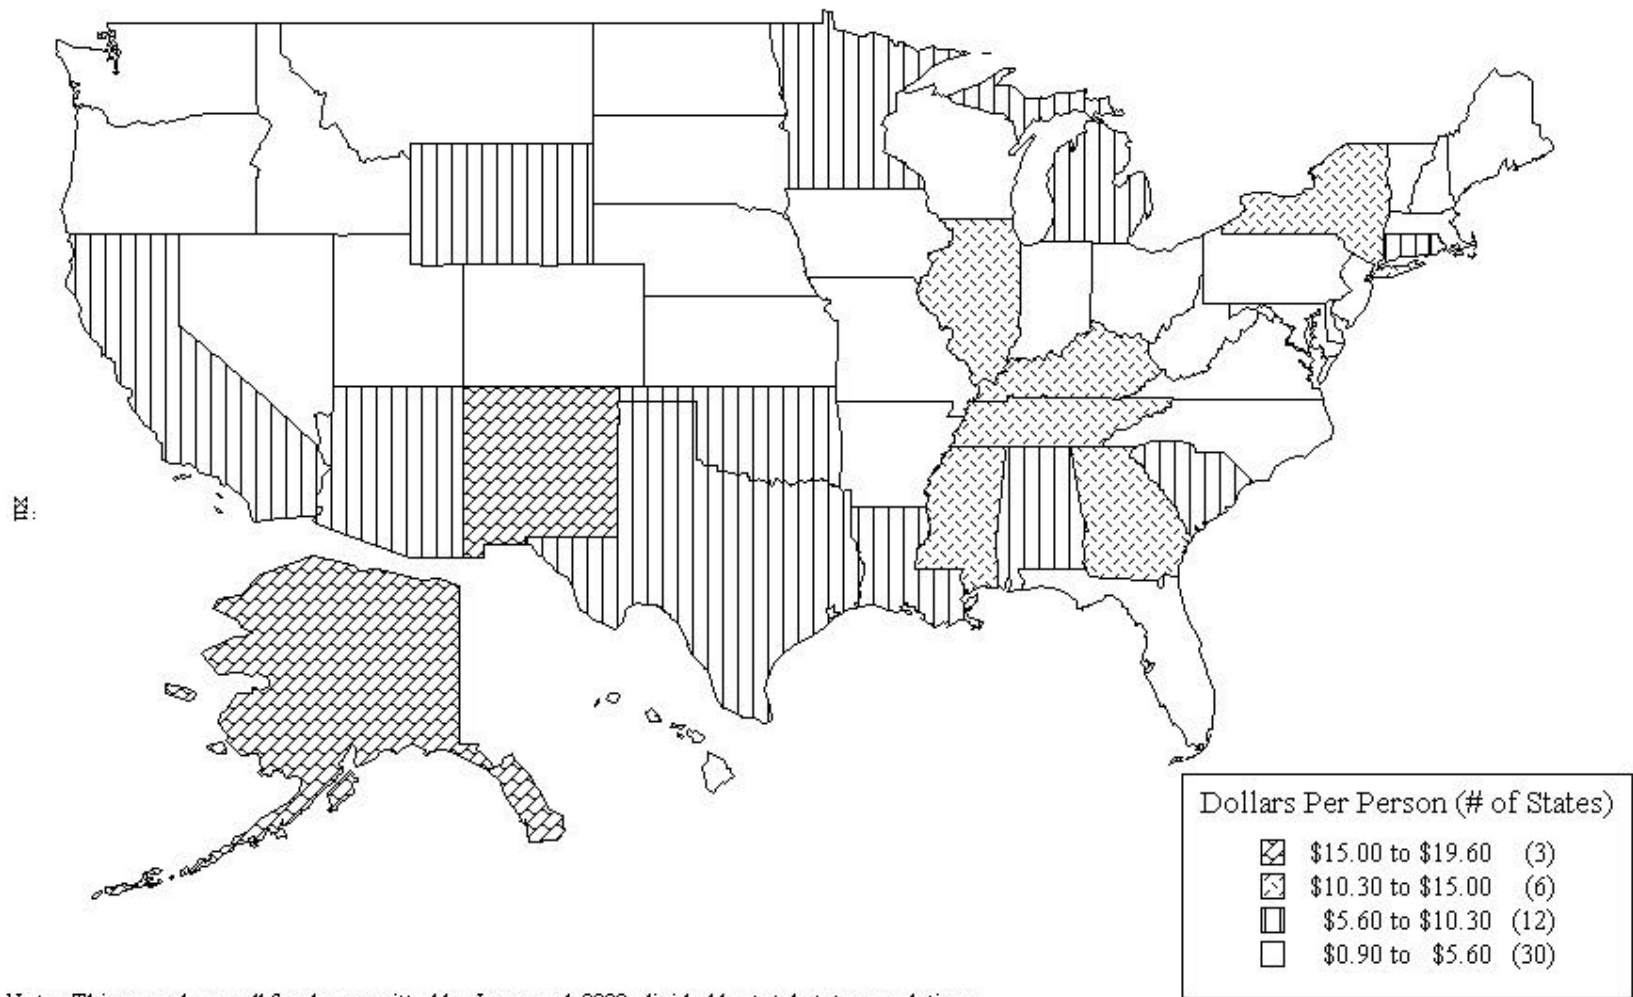 xii
Dollars Per Person (# of States)
$15.00 to $19.60 (3)
$10.30 to $15.00 (6)
$5.60 to $10.30 (12)
$0.90 to $5.60 (30)